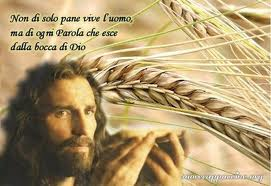 Non di solo pane vive l'uomo,
ma di ogni Parola che esce
dalla bocca di Dio